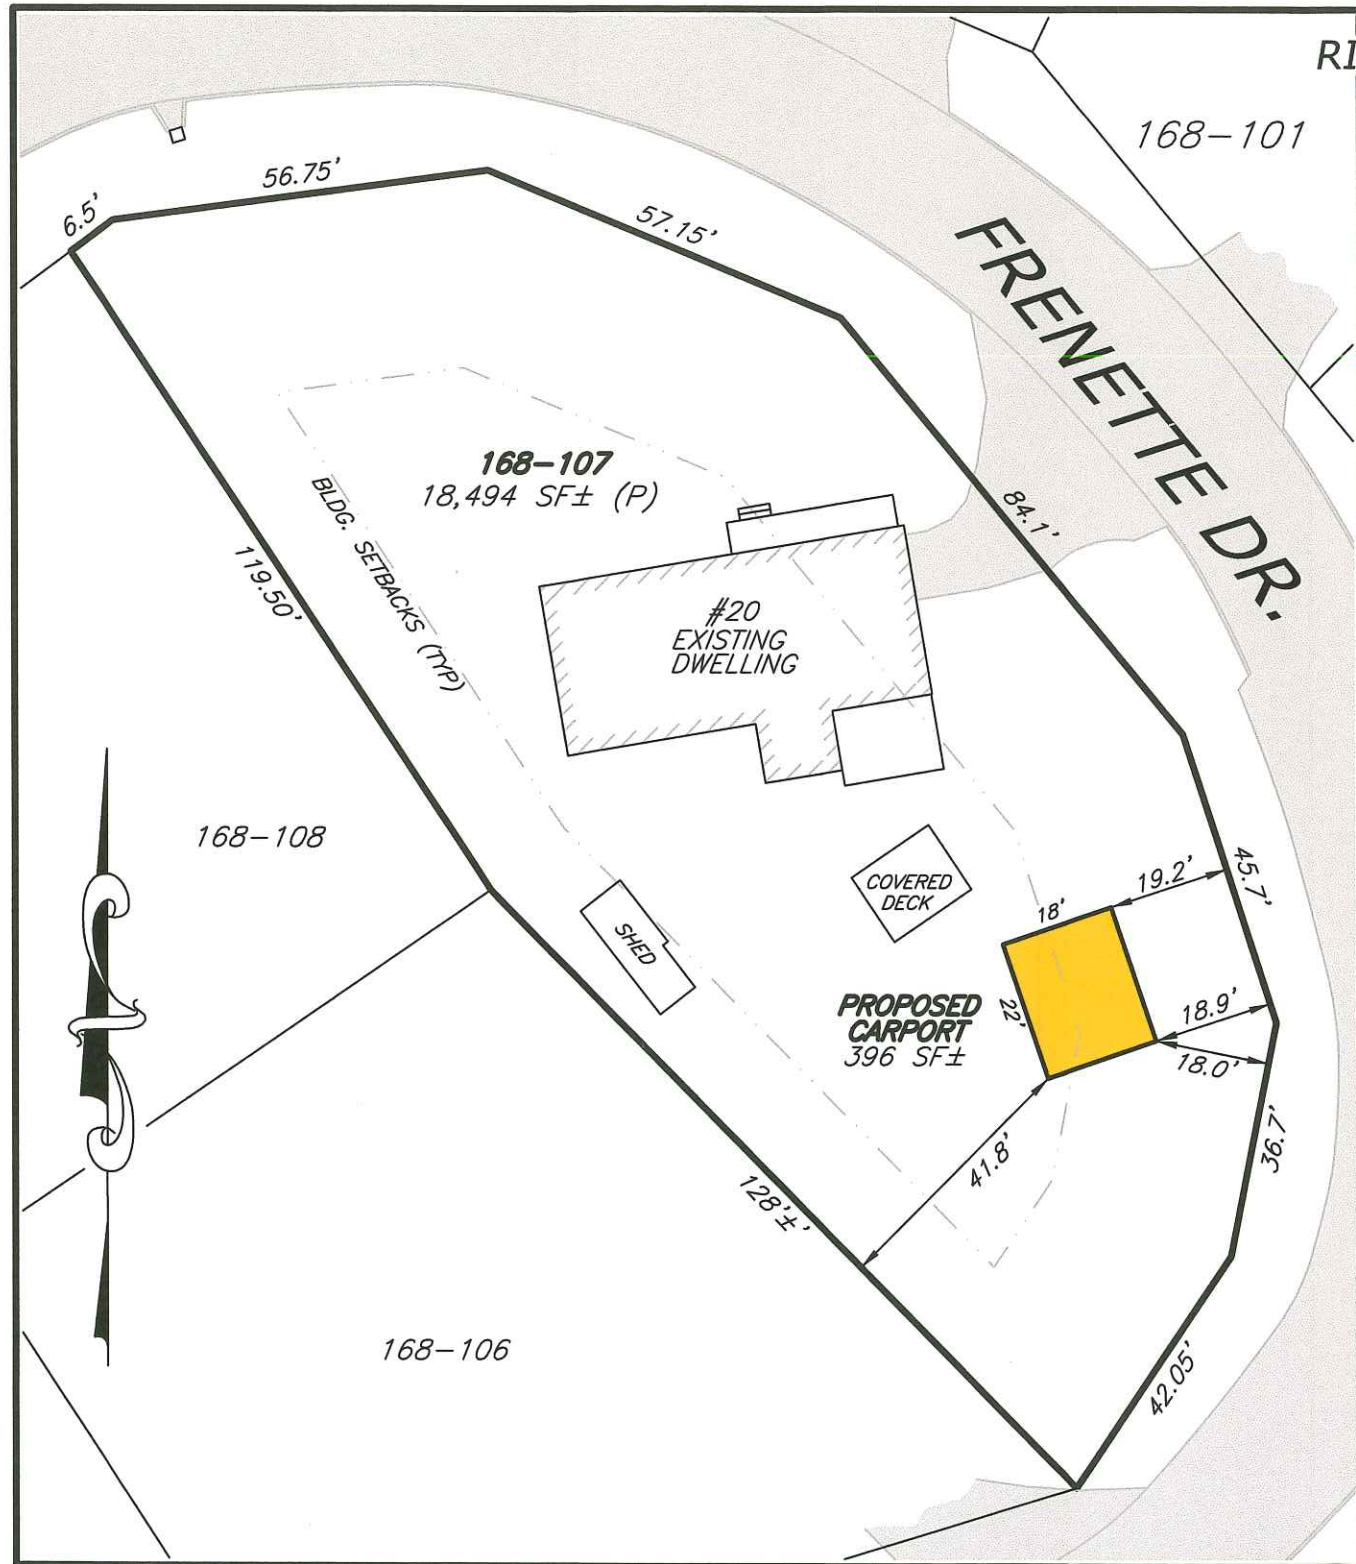 RI
168-101
56.75'
6.5'
57.15'
FRENETTE DR.
168-107
18,494 SF± (P)
84.1'
BLDG. SETBACKS (TYP)
119.50'
#20
EXISTING
DWELLING
168-108
COVERED
DECK
19.2'
45.7'
18'
SHED
PROPOSED
CARPORT
396 SF±
22'
18.9'
18.0'
41.8'
36.7'
128'±'
168-106
42.05'